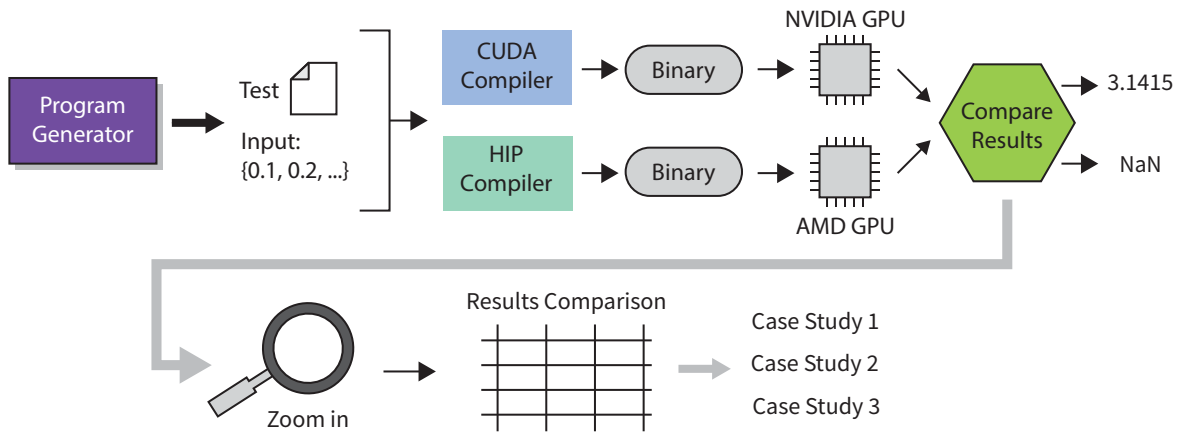 Program
Generator
Test
Input:
{0.1, 0.2, ...}
CUDA
Compiler
Binary
NVIDIA GPU
HIP
Compiler
Binary
AMD GPU
Compare
Results
3.1415
NaN
Zoom in
Results Comparison
Case Study 1
Case Study 2
Case Study 3